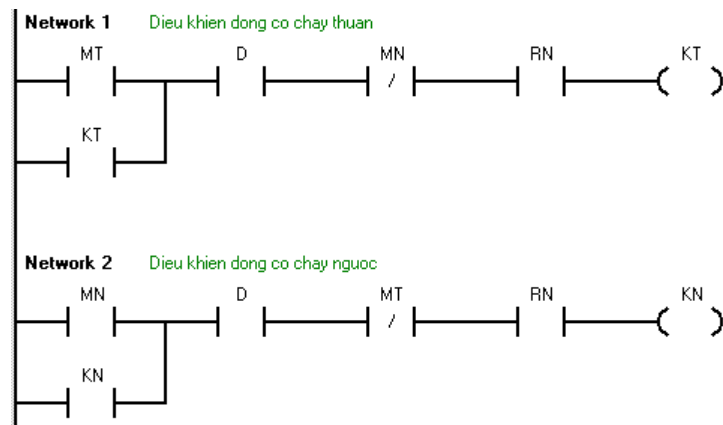 Network 1 Dieu khien dong co chay thuan
MT D MN RN KT
KT
Network 2 Dieu khien dong co chay nguoc
MN D MT RN KN
KN